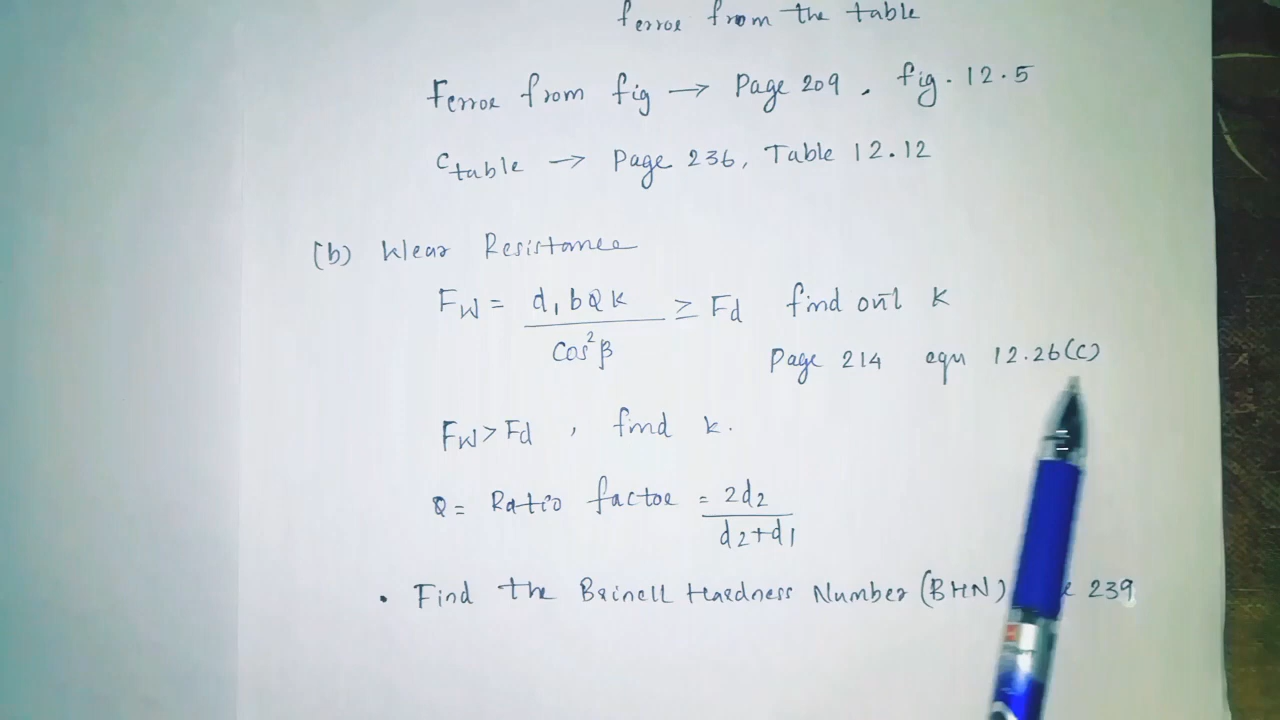 ferror from the table
Ferror from fig → Page 209, fig. 12.5
Ctable → Page 236, Table 12.12
(b) Wear Resistance
FW = d1bQK / cos²β ≥ Fd find out K
Page 214 equn 12.26(c)
FW > Fd , find k.
Q = Ratio factor = 2d2 / d2+d1
• Find the Brinell Hardness Number (BHN) 239